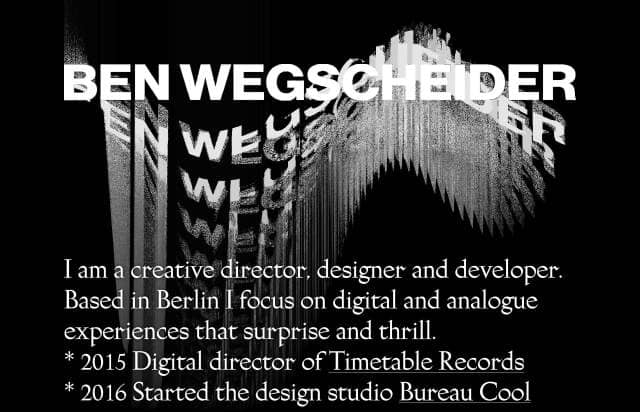 BEN WEGSCHEIDER
I am a creative director, designer and developer.
Based in Berlin I focus on digital and analogue
experiences that surprise and thrill.
* 2015 Digital director of Timetable Records
* 2016 Started the design studio Bureau Cool